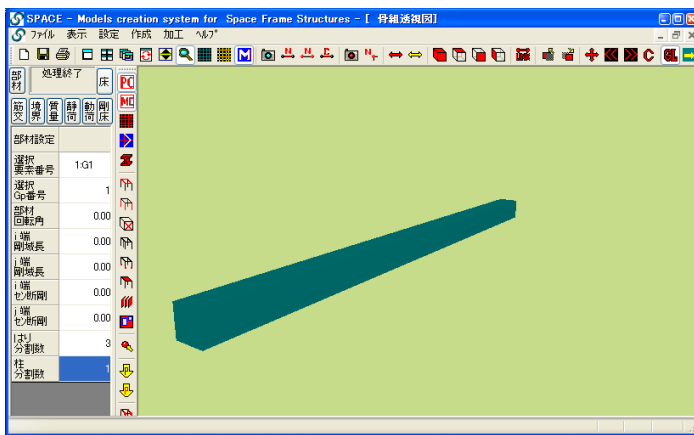 SPACE - Models creation system for Space Frame Structures - [ 骨組透視図]
ファイル 表示 設定 作成 加工 ヘルプ
M N N E N C GL
部材 処理終了 床
PC
筋交 境界 質量 静荷 動荷 剛床
MC
部材設定
選択要素番号 1:G1
選択Gp番号 1
部材回転角 0.00
i 端剛域長 0.00
j 端剛域長 0.00
i 端せん断剛 0.00
j 端せん断剛 0.00
はり分割数 3
柱分割数 1